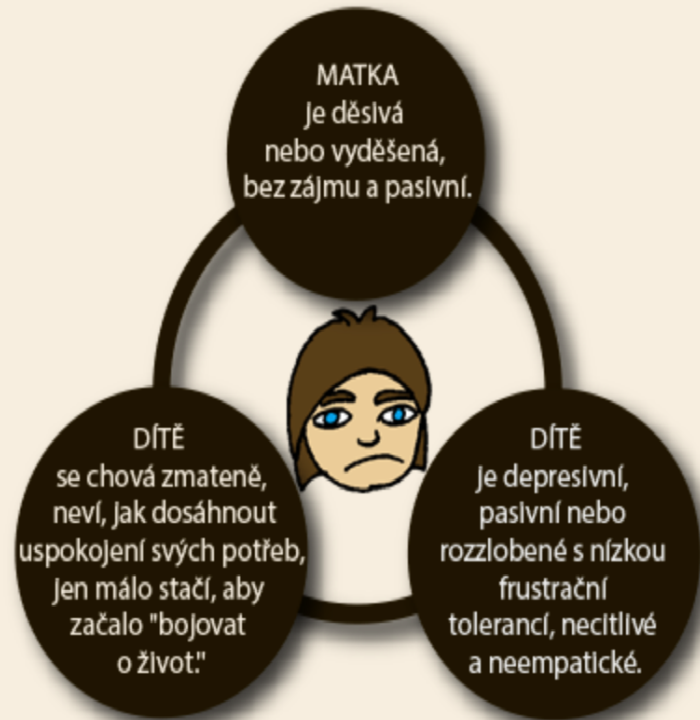 MATKA
je děsivá
nebo vyděšená,
bez zájmu a pasivní.
DÍTĚ
se chová zmateně,
neví, jak dosáhnout
uspokojení svých potřeb,
jen málo stačí, aby
začalo "bojovat
o život."
DÍTĚ
je depresivní,
pasivní nebo
rozzlobené s nízkou
frustrační
tolerancí, necitlivé
a neempatické.